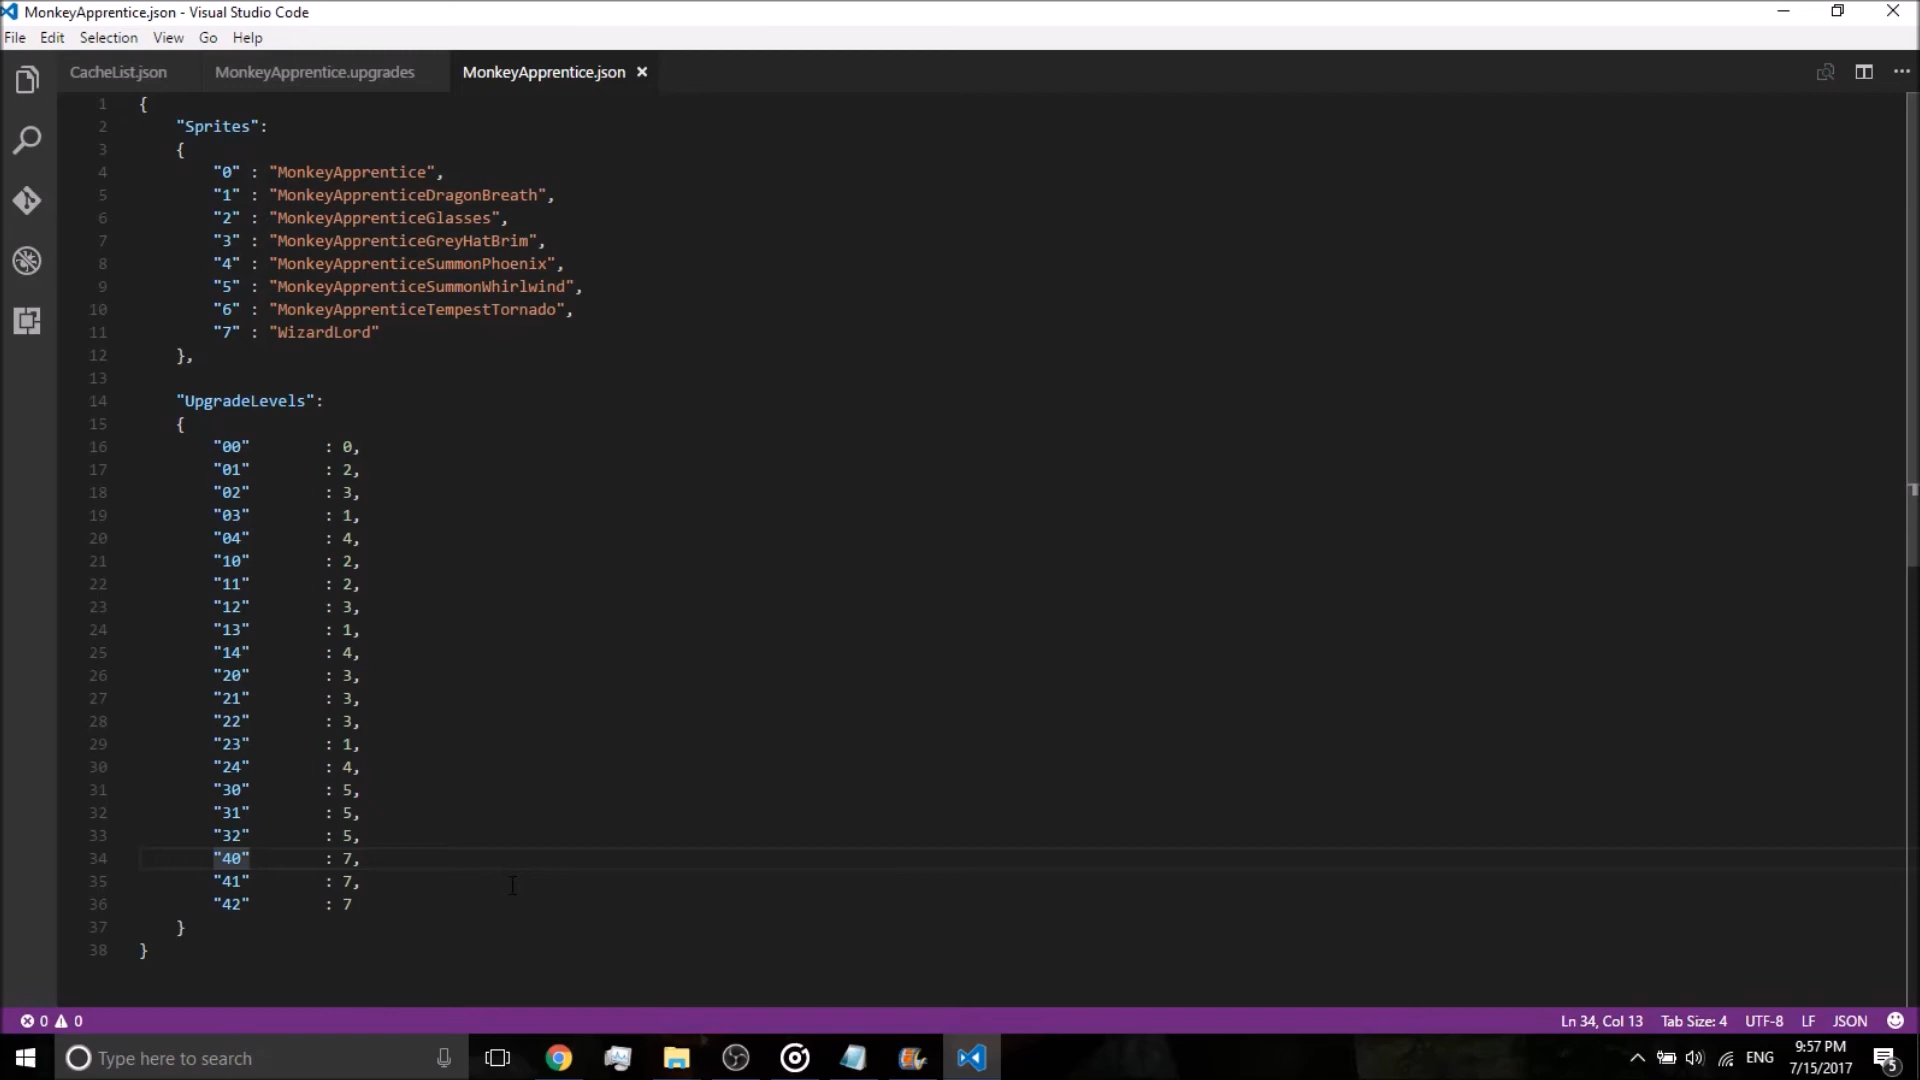 MonkeyApprentice.json - Visual Studio Code
File Edit Selection View Go Help
CacheList.json MonkeyApprentice.upgrades MonkeyApprentice.json
1 {
2 "Sprites":
3 {
4 "0" : "MonkeyApprentice",
5 "1" : "MonkeyApprenticeDragonBreath",
6 "2" : "MonkeyApprenticeGlasses",
7 "3" : "MonkeyApprenticeGreyHatBrim",
8 "4" : "MonkeyApprenticeSummonPhoenix",
9 "5" : "MonkeyApprenticeSummonWhirlwind",
10 "6" : "MonkeyApprenticeTempestTornado",
11 "7" : "WizardLord"
12 },
13
14 "UpgradeLevels":
15 {
16 "00" : 0,
17 "01" : 2,
18 "02" : 3,
19 "03" : 1,
20 "04" : 4,
21 "10" : 2,
22 "11" : 2,
23 "12" : 3,
24 "13" : 1,
25 "14" : 4,
26 "20" : 3,
27 "21" : 3,
28 "22" : 3,
29 "23" : 1,
30 "24" : 4,
31 "30" : 5,
32 "31" : 5,
33 "32" : 5,
34 "40" : 7,
35 "41" : 7,
36 "42" : 7
37 }
38 }
0 0 Ln 34, Col 13 Tab Size: 4 UTF-8 LF JSON
Type here to search ENG 9:57 PM 5
7/15/2017